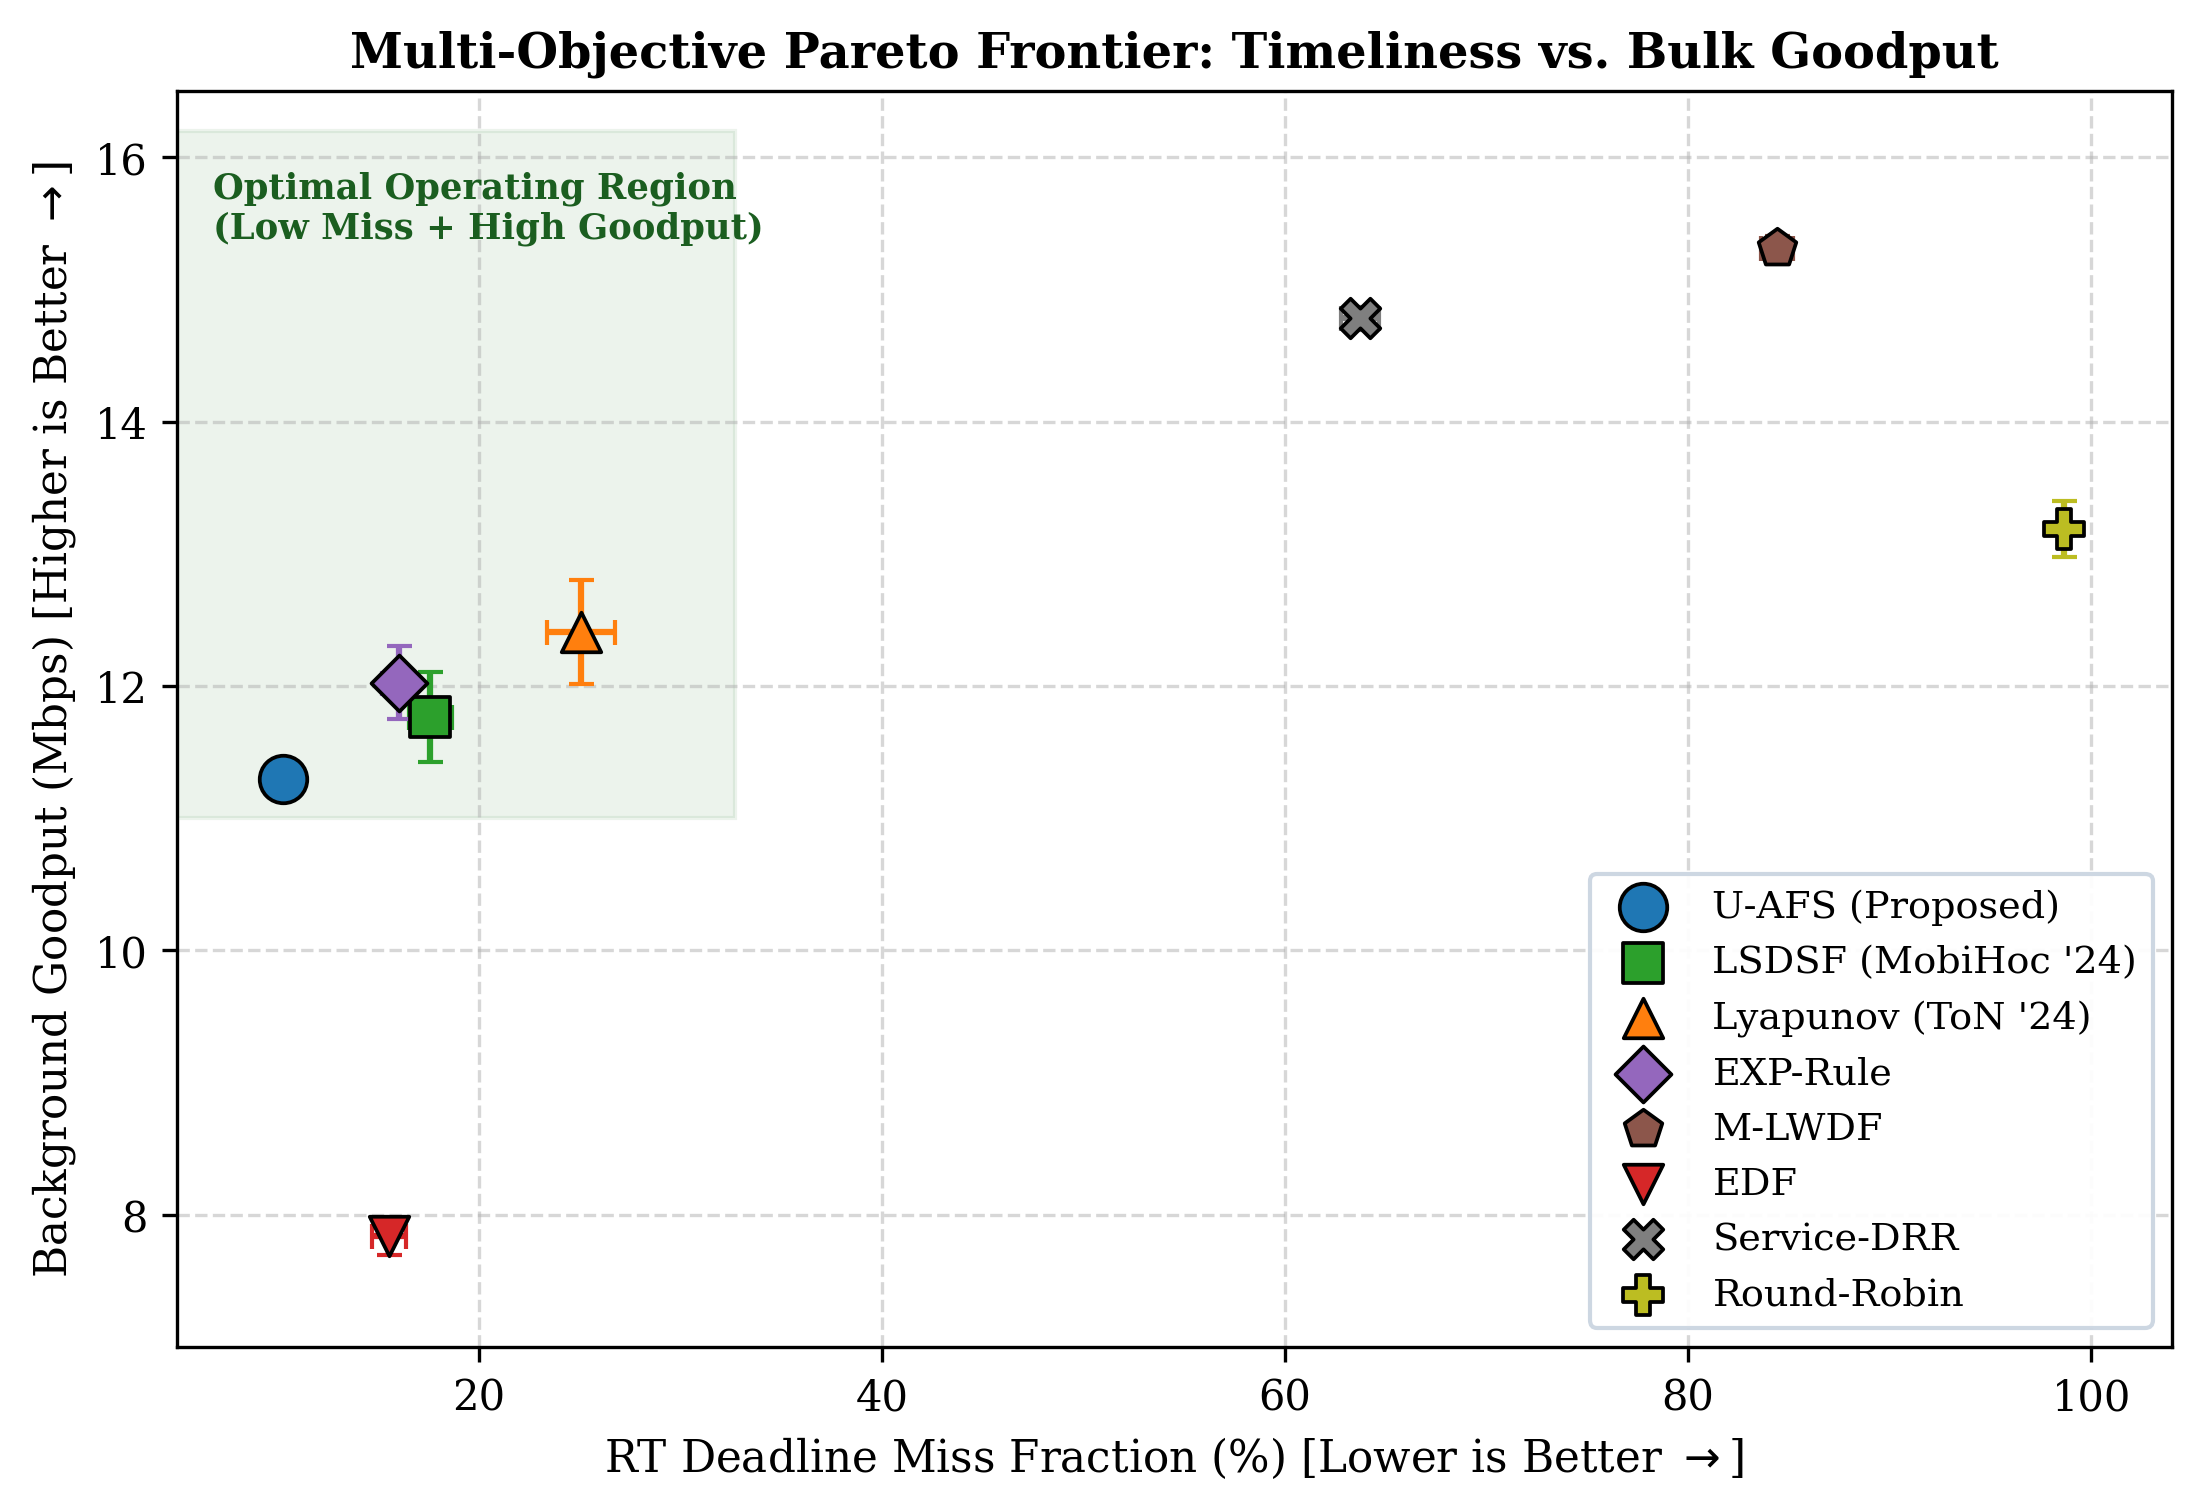 Multi-Objective Pareto Frontier: Timeliness vs. Bulk Goodput
Background Goodput (Mbps) [Higher is Better →]
16
14
12
10
8
Optimal Operating Region
(Low Miss + High Goodput)
U-AFS (Proposed)
LSDSF (MobiHoc '24)
Lyapunov (ToN '24)
EXP-Rule
M-LWDF
EDF
Service-DRR
Round-Robin
20
40
60
80
100
RT Deadline Miss Fraction (%) [Lower is Better →]